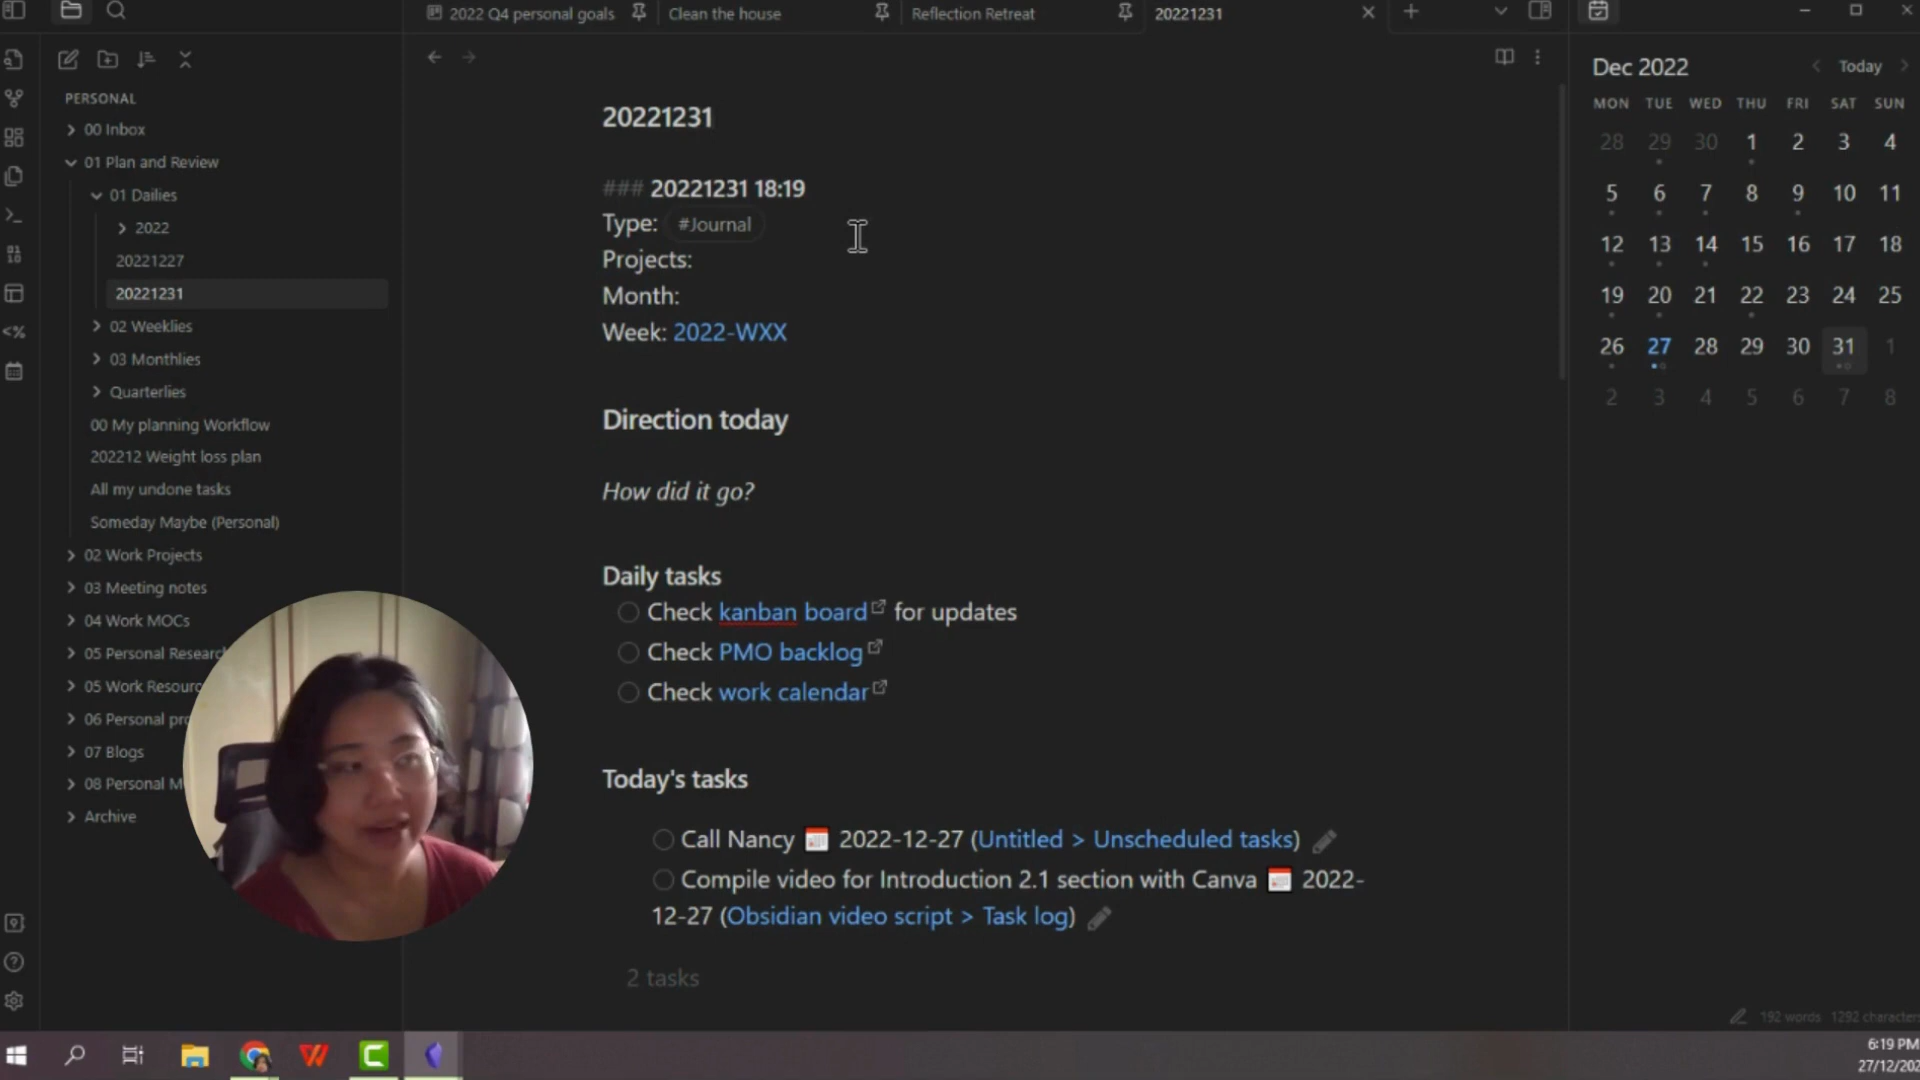 2022 Q4 personal goals
Clean the house
Reflection Retreat
20221231
PERSONAL
00 Inbox
01 Plan and Review
01 Dailies
2022
20221227
20221231
02 Weeklies
03 Monthlies
Quarterlies
00 My planning Workflow
202212 Weight loss plan
All my undone tasks
Someday Maybe (Personal)
02 Work Projects
03 Meeting notes
04 Work MOCs
05 Personal Researc
05 Work Resourc
06 Personal pr
07 Blogs
08 Personal M
Archive
20221231
### 20221231 18:19
Type: #Journal
Projects:
Month:
Week: 2022-WXX
Direction today
How did it go?
Daily tasks
Check kanban board for updates
Check PMO backlog
Check work calendar
Today's tasks
Call Nancy 2022-12-27 (Untitled > Unscheduled tasks)
Compile video for Introduction 2.1 section with Canva 2022-
12-27 (Obsidian video script > Task log)
2 tasks
Dec 2022
Today
MON TUE WED THU FRI SAT SUN
28 29 30 1 2 3 4
5 6 7 8 9 10 11
12 13 14 15 16 17 18
19 20 21 22 23 24 25
26 27 28 29 30 31 1
2 3 4 5 6 7 8
192 words 1292 character
6:19 PM
27/12/202